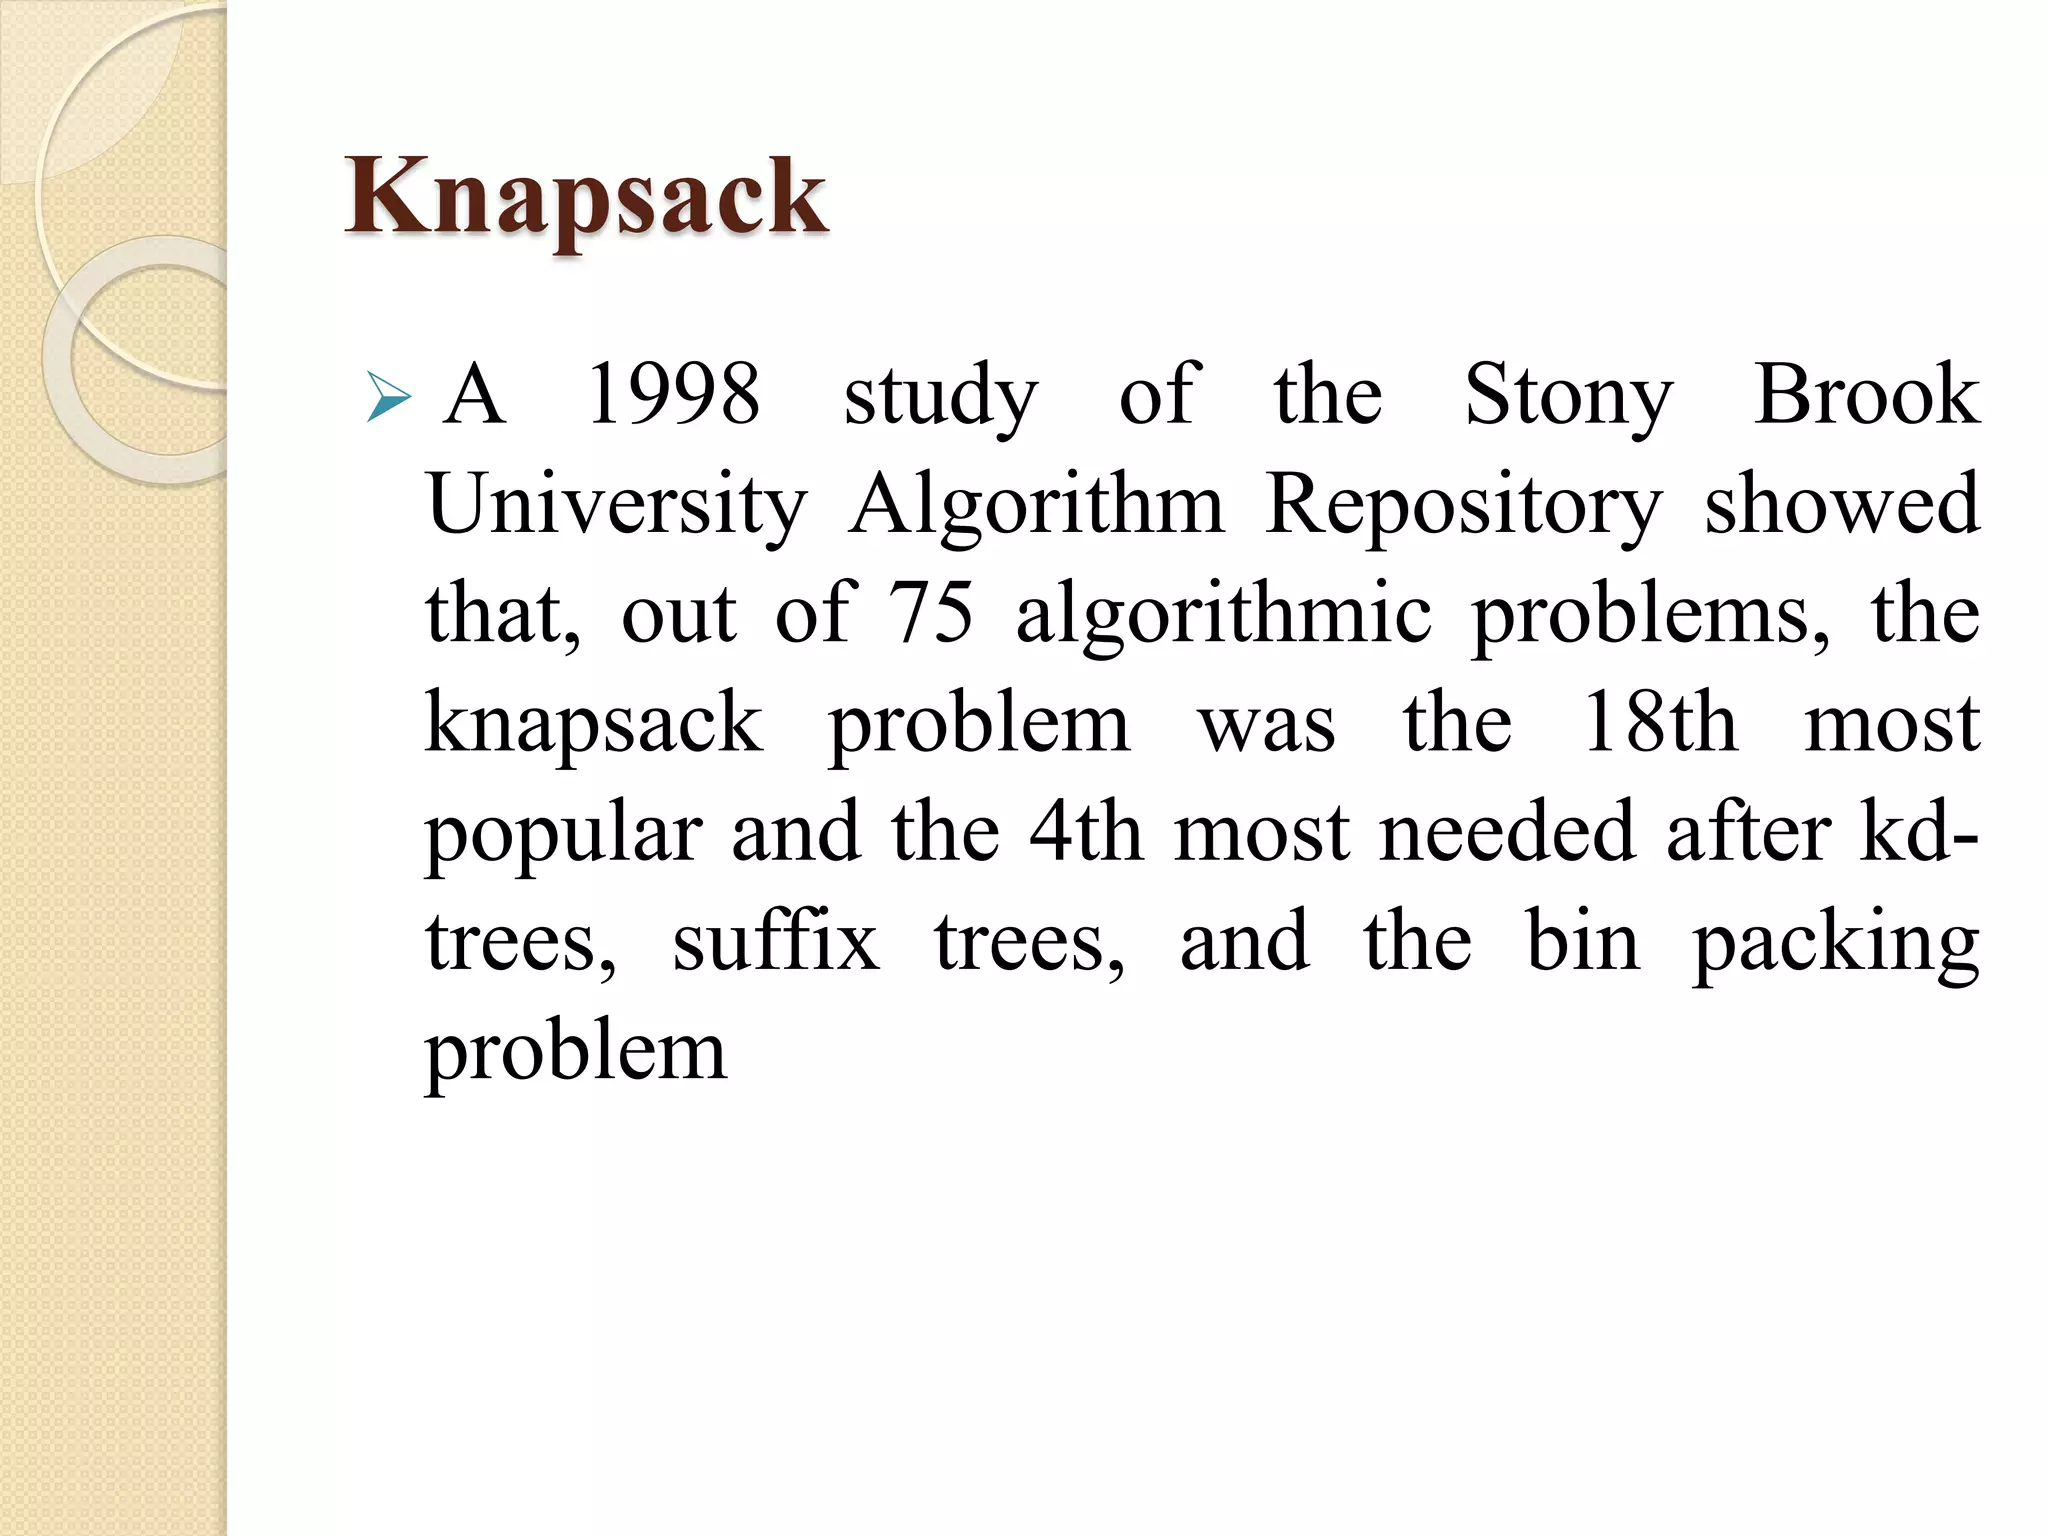 Knapsack
A 1998 study of the Stony Brook
University Algorithm Repository showed
that, out of 75 algorithmic problems, the
knapsack problem was the 18th most
popular and the 4th most needed after kd-
trees, suffix trees, and the bin packing
problem